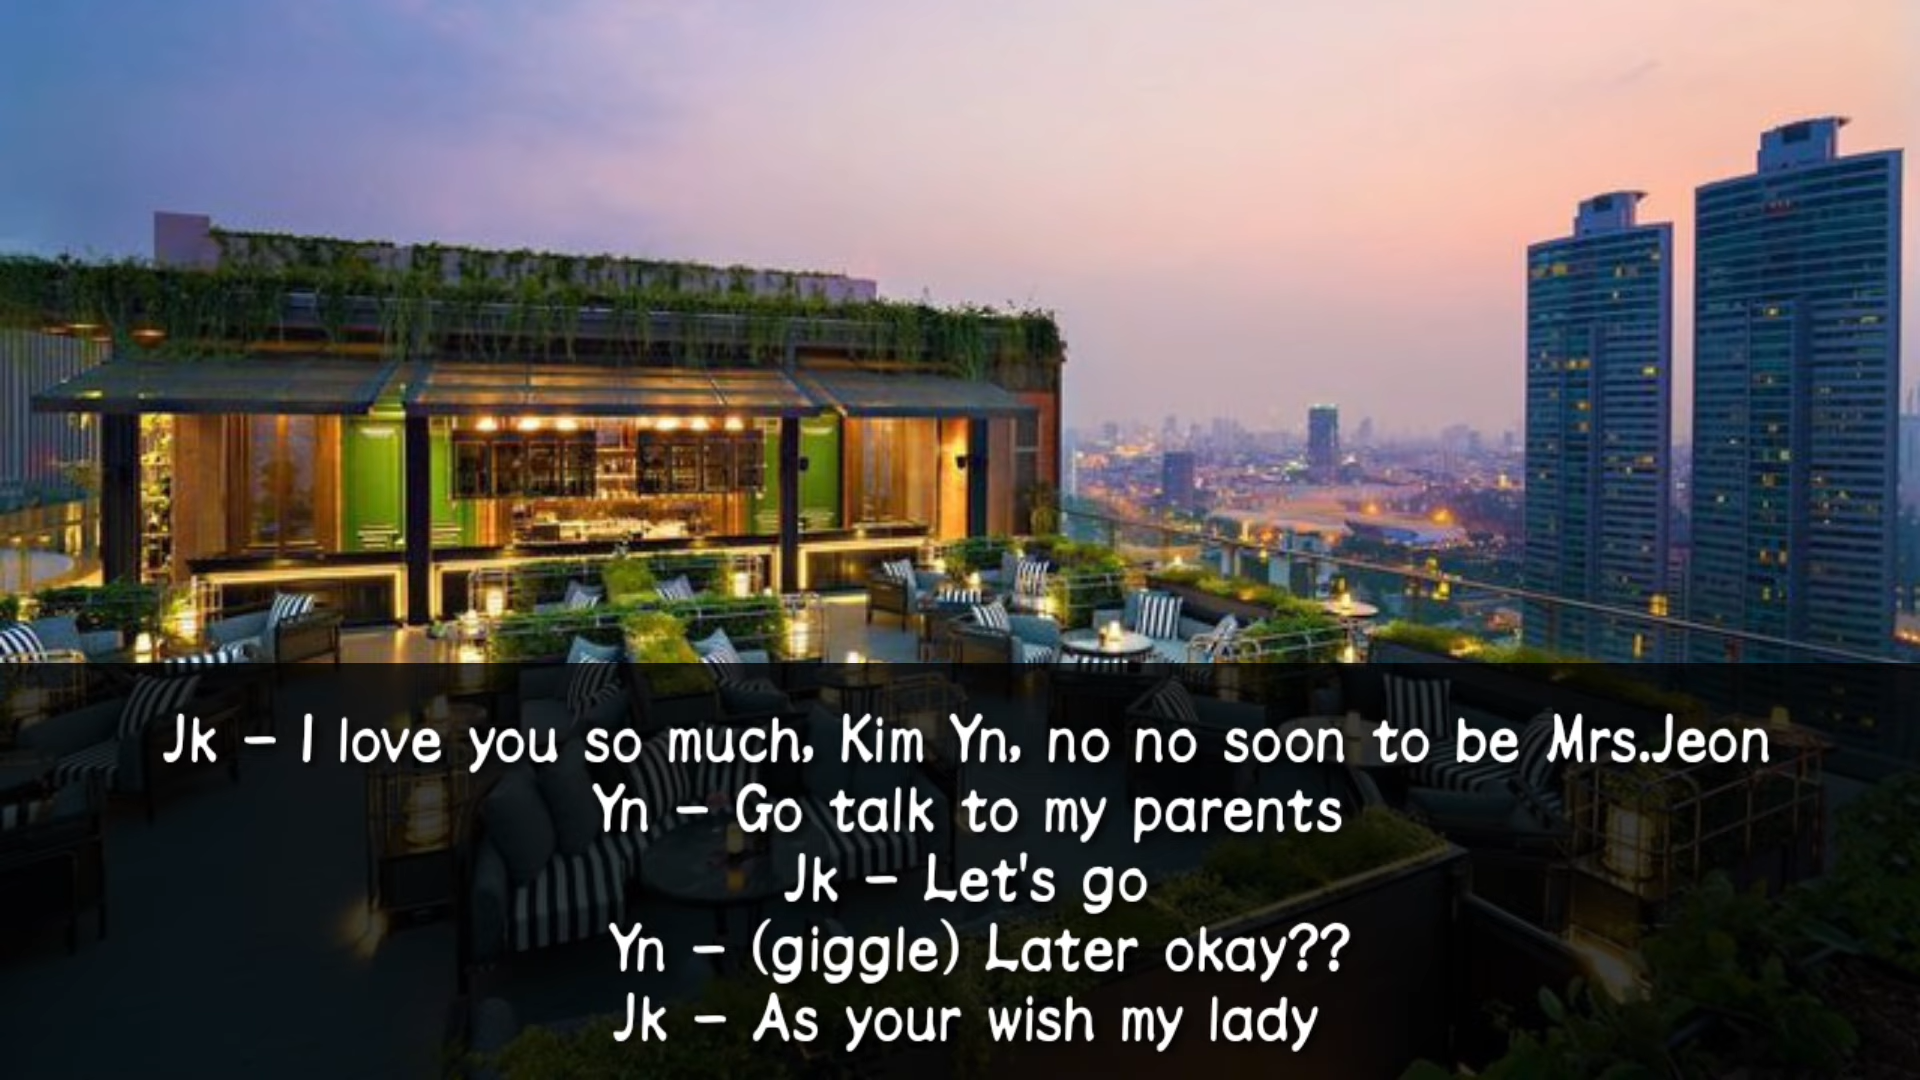 Jk - I love you so much, Kim Yn, no no soon to be Mrs.Jeon
Yn - Go talk to my parents
Jk - Let's go
Yn - (giggle) Later okay??
Jk - As your wish my lady